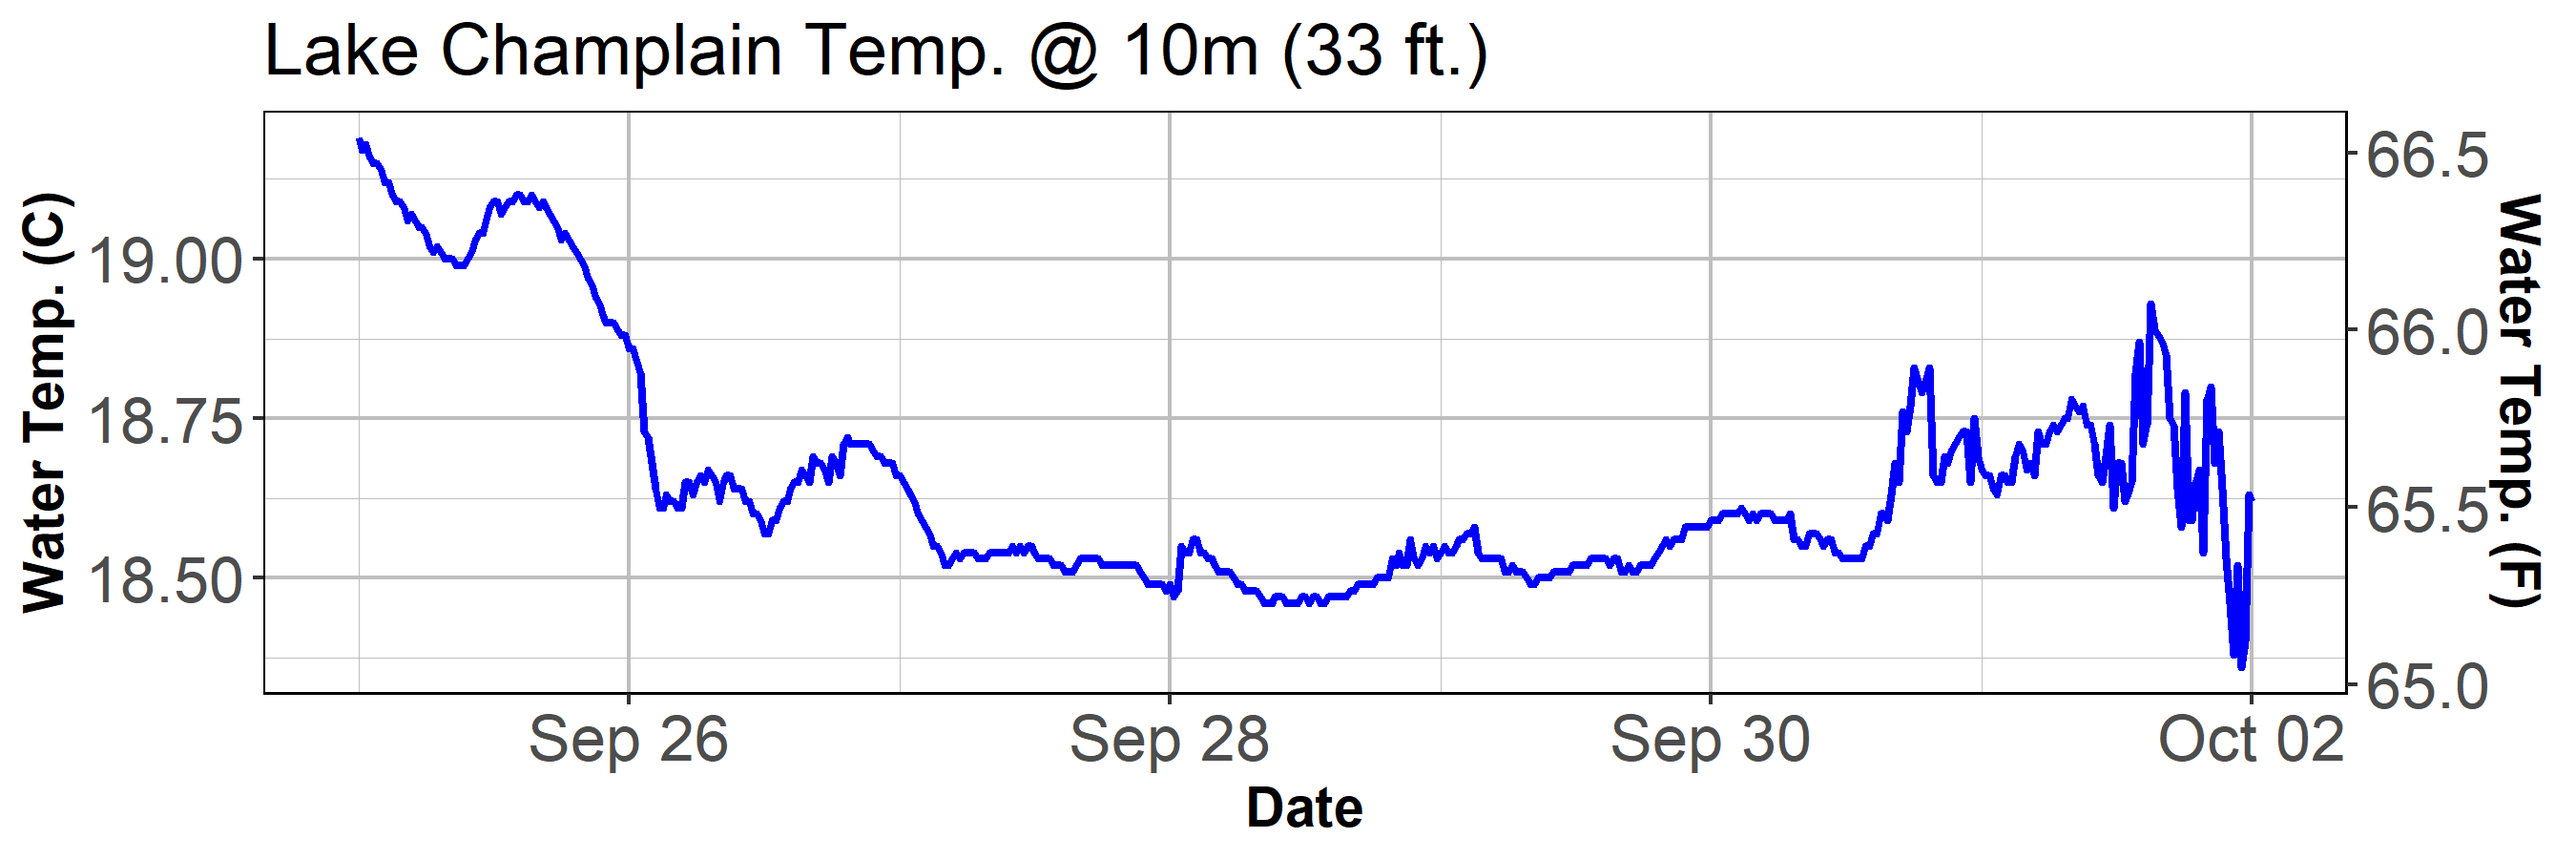 Lake Champlain Temp. @ 10m (33 ft.)
Water Temp. (C)
19.00
18.75
18.50
66.5
66.0
65.5
65.0
Water Temp. (F)
Sep 26
Sep 28
Sep 30
Oct 02
Date